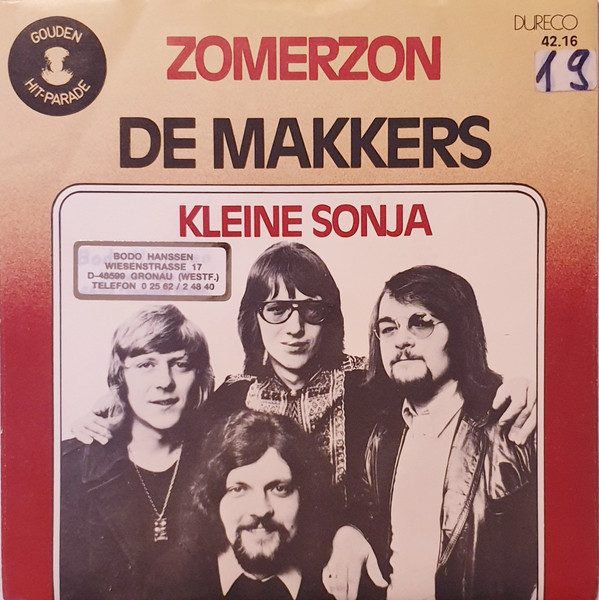 GOUDEN
HIT-PARADE
ZOMERZON
DURECO
42.16
19
DE MAKKERS
KLEINE SONJA
BODO HANSSEN
WIESENSTRASSE 17
D-48599 GRONAU (WESTF.)
TELEFON 0 25 62 / 2 48 40